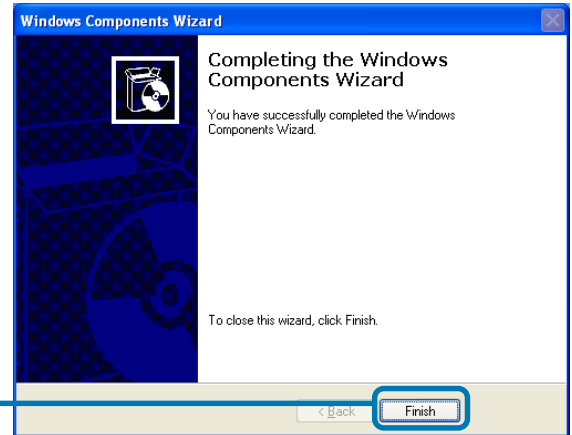 Windows Components Wizard
Completing the Windows
Components Wizard
You have successfully completed the Windows
Components Wizard.
To close this wizard, click Finish.
< Back
Finish